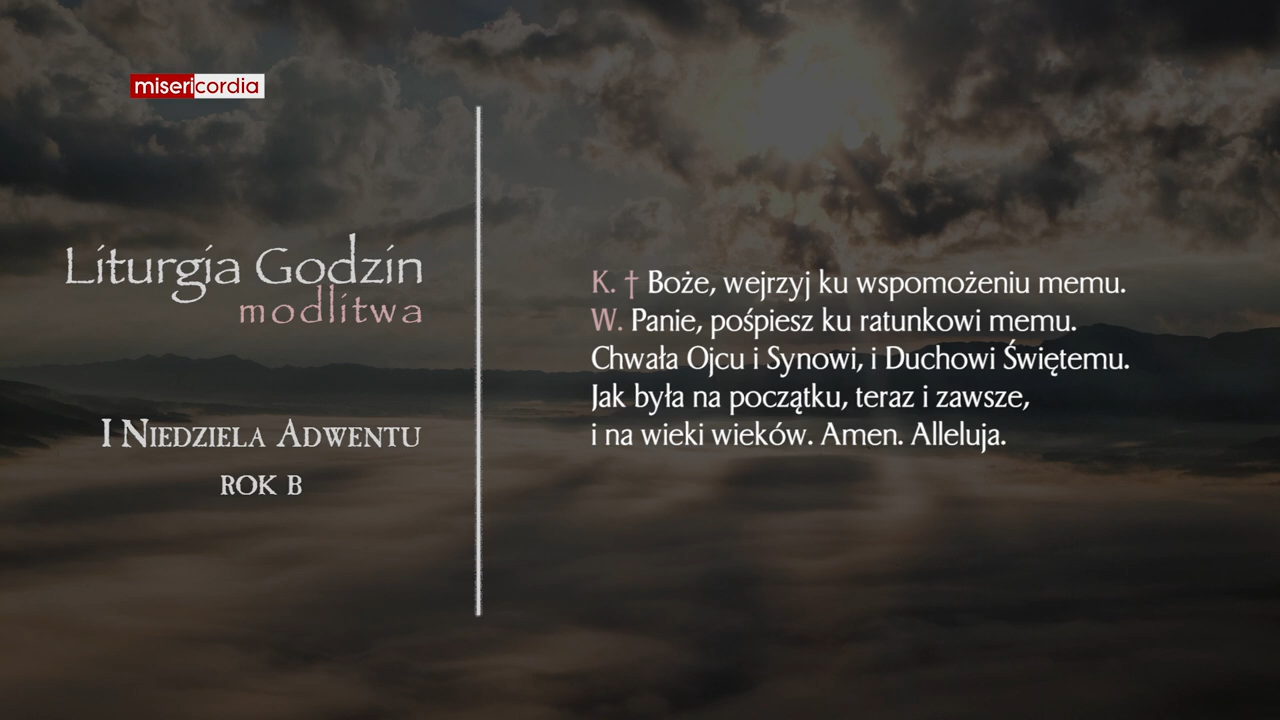 misericordia
Liturgia Godzin
modlitwa
I Niedziela Adwentu
rok B
K. † Boże, wejrzyj ku wspomożeniu memu.
W. Panie, pośpiesz ku ratunkowi memu.
Chwała Ojcu i Synowi, i Duchowi Świętemu.
Jak była na początku, teraz i zawsze,
i na wieki wieków. Amen. Alleluja.